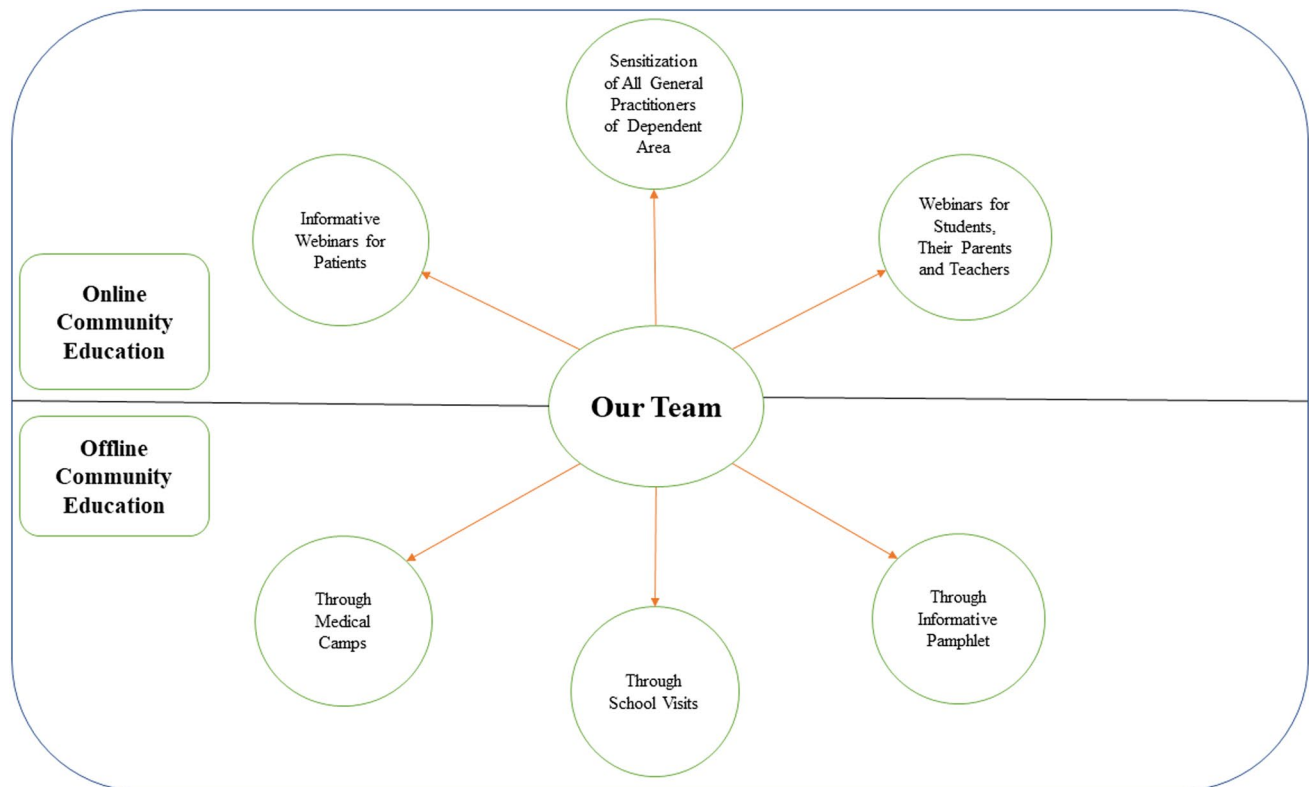 Sensitization
of All General
Practitioners
of Dependent
Area
Informative
Webinars for
Patients
Webinars for
Students,
Their Parents
and Teachers
Online
Community
Education
Our Team
Offline
Community
Education
Through
Medical
Camps
Through
School Visits
Through
Informative
Pamphlet